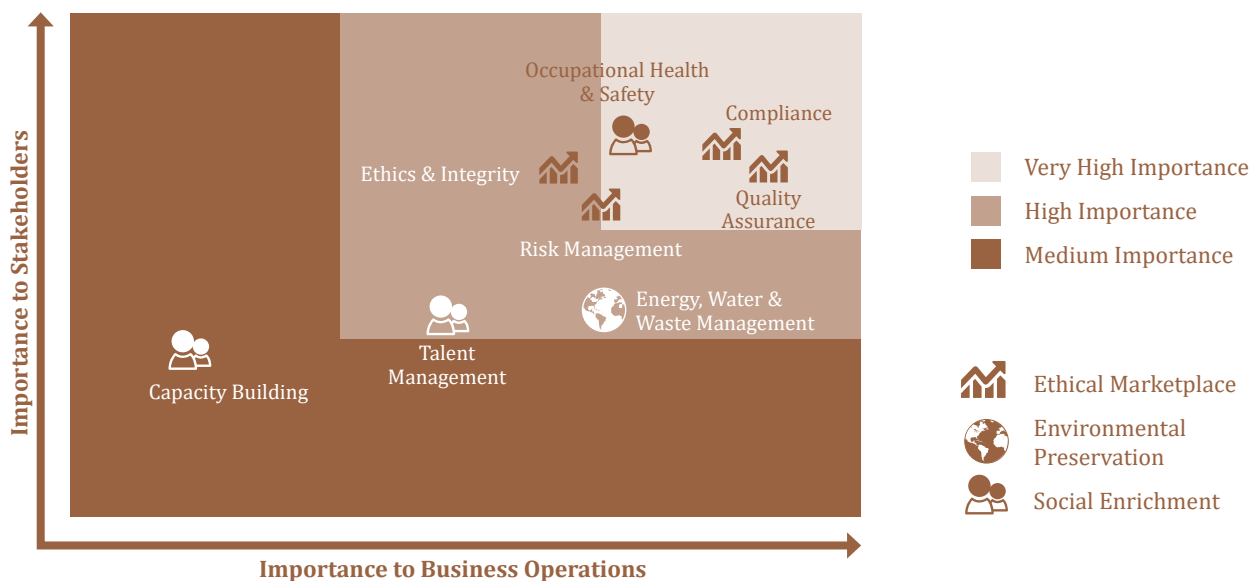 Importance to Stakeholders
Occupational Health
& Safety
Compliance
Ethics & Integrity
Quality
Assurance
Risk Management
Energy, Water &
Waste Management
Talent
Management
Capacity Building
Importance to Business Operations
Very High Importance
High Importance
Medium Importance
Ethical Marketplace
Environmental
Preservation
Social Enrichment